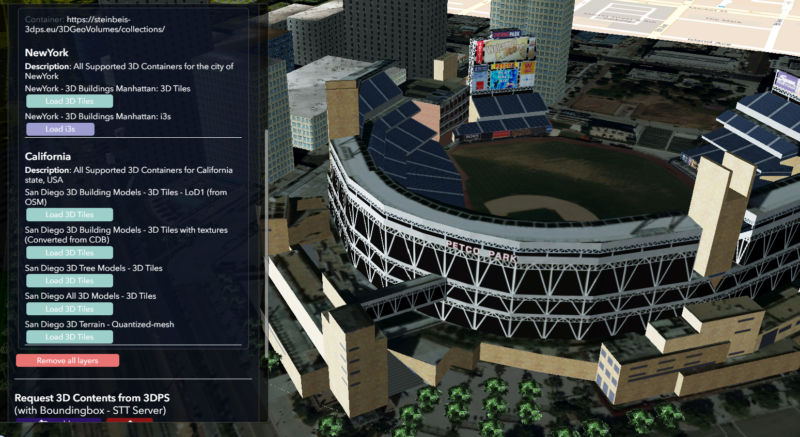 Container: https://steinbeis-
3dps.eu/3DGeoVolumes/collections/
NewYork
Description: All Supported 3D Containers for the city of
NewYork
NewYork - 3D Buildings Manhattan: 3D Tiles
Load 3D Tiles
NewYork - 3D Buildings Manhattan: i3s
Load i3s
California
Description: All Supported 3D Containers for California
state, USA
San Diego 3D Building Models - 3D Tiles - LoD1 (from
OSM)
Load 3D Tiles
San Diego 3D Building Models - 3D Tiles with textures
(Converted from CDB)
Load 3D Tiles
San Diego 3D Tree Models - 3D Tiles
Load 3D Tiles
San Diego All 3D Models - 3D Tiles
Load 3D Tiles
San Diego 3D Terrain - Quantized-mesh
Load 3D Tiles
Remove all layers
Request 3D Contents from 3DPS
(with Boundingbox - STT Server)
PETCO PARK